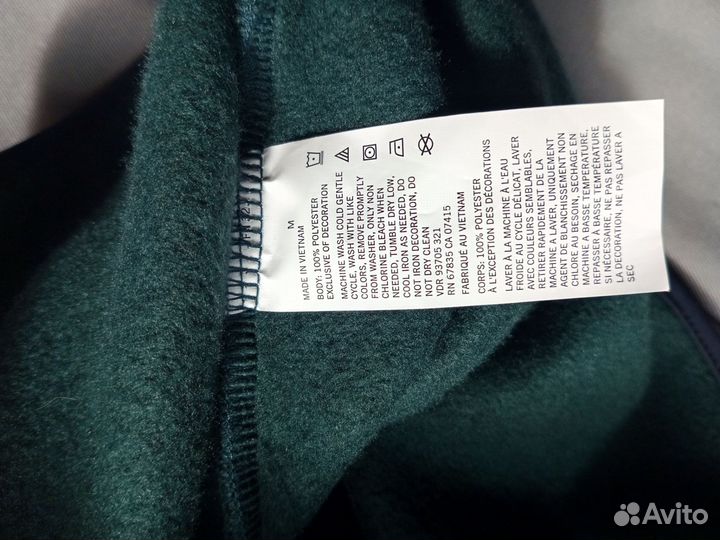 M
MADE IN VIETNAM
BODY: 100% POLYESTER
EXCLUSIVE OF DECORATION
MACHINE WASH COLD GENTLE
CYCLE, WASH WITH LIKE
COLORS, REMOVE PROMPTLY
FROM WASHER, ONLY NON
CHLORINE BLEACH WHEN
NEEDED, TUMBLE DRY LOW,
COOL IRON AS NEEDED, DO
NOT IRON DECORATION, DO
NOT DRY CLEAN
VDR 93705 321
RN 67835 CA 07415
FABRIQUÉ AU VIETNAM
CORPS: 100% POLYESTER
À L'EXCEPTION DES DÉCORATIONS
LAVER À LA MACHINE À L'EAU
FROIDE AU CYCLE DÉLICAT, LAVER
AVEC COULEURS SEMBLABLES,
RETIRER RAPIDEMENT DE LA
MACHINE A LAVER, UNIQUEMENT
AGENT DE BLANCHISSEMENT NON
CHLORE AU BESOIN, SECHAGE EN
MACHINE A BASSE TEMPÉRATURE,
REPASSER À BASSE TEMPÉRATURE
SI NÉCESSAIRE, NE PAS REPASSER
LA DECORATION, NE PAS LAVER A
SEC
Avito